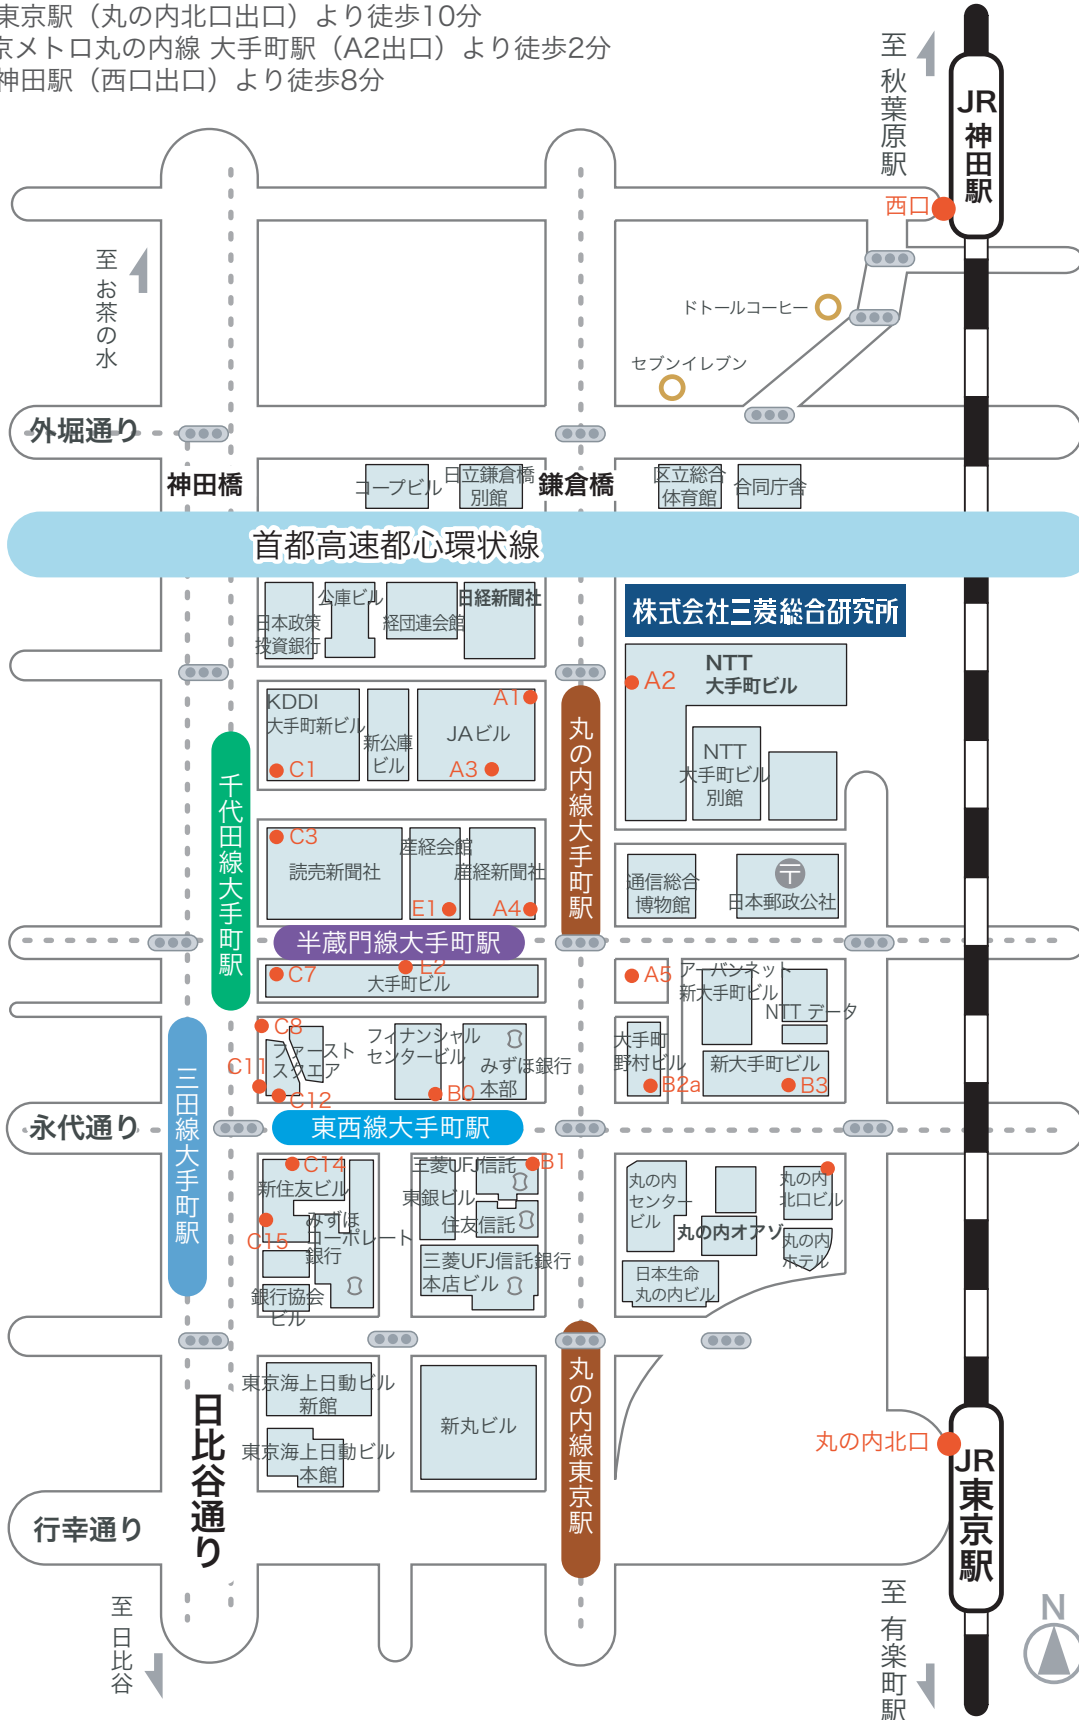 東京駅（丸の内北口出口）より徒歩10分
京メトロ丸の内線 大手町駅（A2出口）より徒歩2分
神田駅（西口出口）より徒歩8分
至 秋葉原駅
JR
神田駅
西口
至 お茶の水
ドトールコーヒー
セブンイレブン
外堀通り
神田橋
コープビル
日立鎌倉橋
別館
鎌倉橋
区立総合
体育館
合同庁舎
首都高速都心環状線
日本政策
投資銀行
公庫ビル
経団連会館
日経新聞社
株式会社三菱総合研究所
NTT
大手町ビル
A2
KDDI
大手町新ビル
C1
新公庫
ビル
A1
JAビル
A3
丸の内線大手町駅
NTT
大手町ビル
別館
千代田線大手町駅
C3
読売新聞社
産経会館
E1
産経新聞社
A4
通信総合
博物館
〒
日本郵政公社
半蔵門線大手町駅
C7
E2
大手町ビル
A5
アーバンネット
新大手町ビル
NTT データ
C8
ファースト
スクエア
C11
C12
フィナンシャル
センタービル
B0
みずほ銀行
本部
大手町
野村ビル
B2a
新大手町ビル
B3
三田線大手町駅
永代通り
東西線大手町駅
C14
新住友ビル
C15
みずほ
コーポレート
銀行
銀行協会
ビル
三菱UFJ信託
B1
東銀ビル
住友信託
三菱UFJ信託銀行
本店ビル
丸の内
センター
ビル
丸の内オアゾ
丸の内
北口ビル
丸の内
ホテル
日本生命
丸の内ビル
東京海上日動ビル
新館
東京海上日動ビル
本館
新丸ビル
丸の内線東京駅
日比谷通り
丸の内北口
JR
東京駅
行幸通り
至 日比谷
至 有楽町駅
N